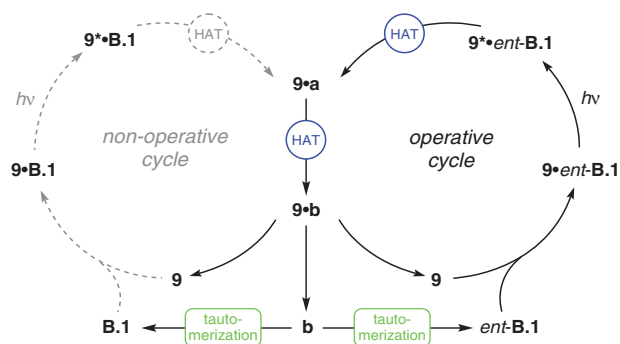 9*•B.1
HAT
HAT
9*•ent-B.1
9•a
hν
hν
non-operative
cycle
HAT
operative
cycle
9•B.1
9•ent-B.1
9•b
9
9
B.1
tauto-
merization
b
tauto-
merization
ent-B.1